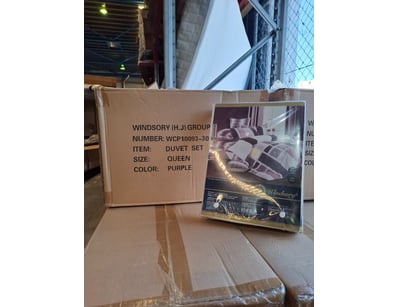 WINDSORY (H.J) GROUP
NUMBER: WCP10093-30
ITEM: DUVET SET
SIZE: QUEEN
COLOR: PURPLE